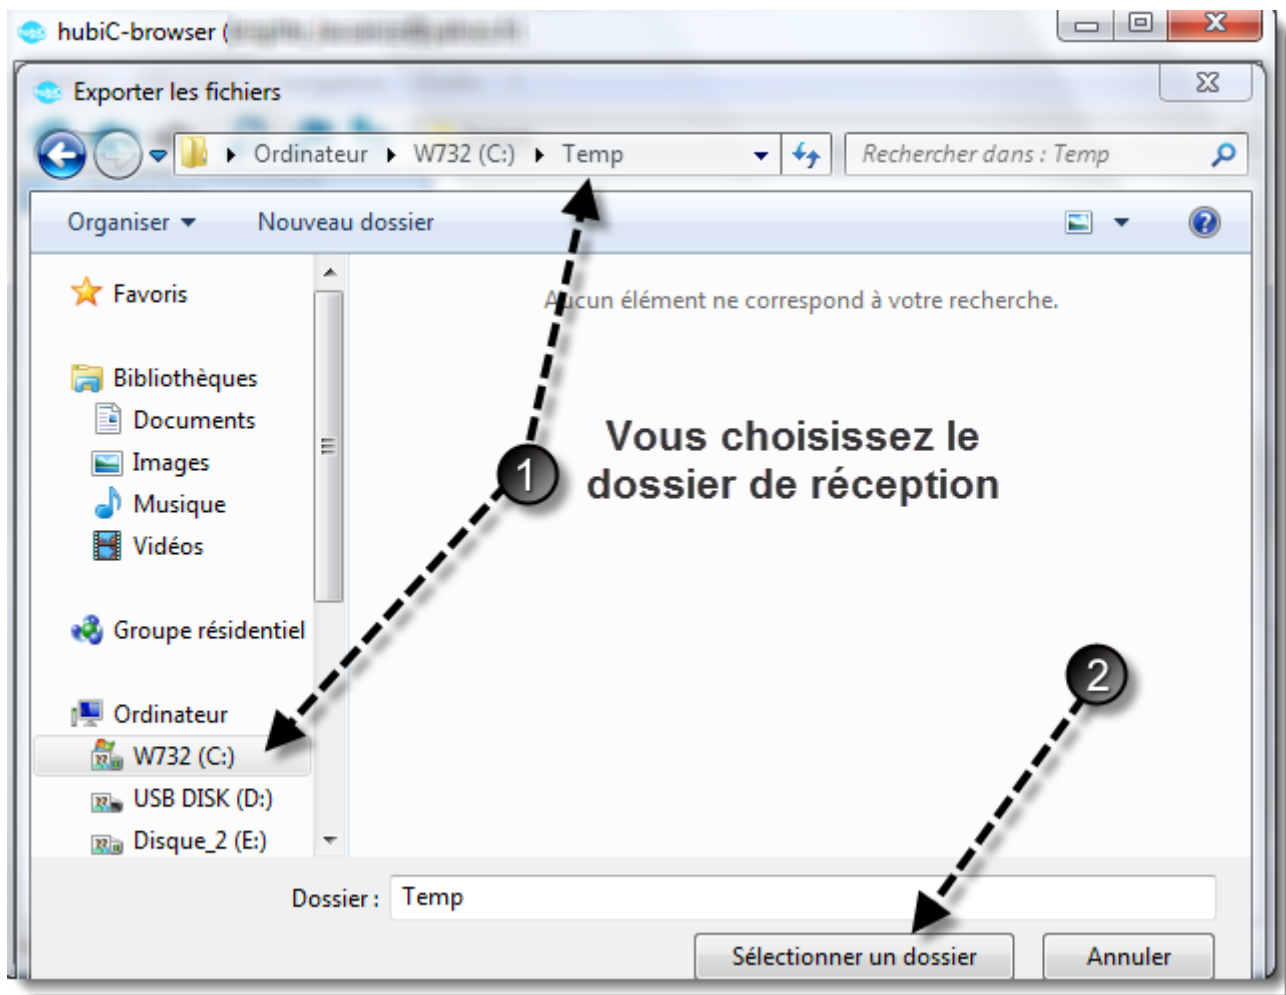 hubiC-browser (
Exporter les fichiers
Ordinateur W732 (C:) Temp
Rechercher dans : Temp
Organiser Nouveau dossier
Favoris
Aucun élément ne correspond à votre recherche.
Bibliothèques
Documents
Images
Musique
Vidéos
1
Vous choisissez le
dossier de réception
Groupe résidentiel
2
Ordinateur
W732 (C:)
USB DISK (D:)
Disque_2 (E:)
Dossier : Temp
Sélectionner un dossier Annuler